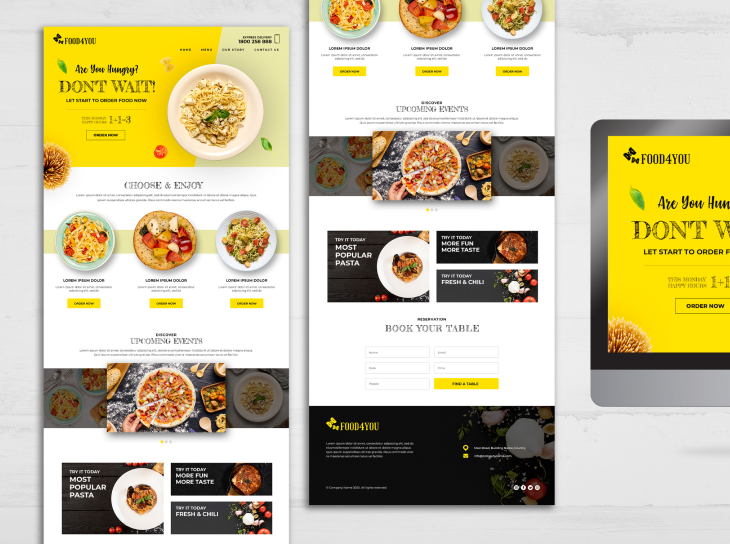 FOOD4YOU
EXPRESS DELIVERY
1800 258 888
HOME MENU OUR STORY CONTACT US
Are You Hungry?
DONT WAIT!
LET START TO ORDER FOOD NOW
THIS MONDAY
HAPPY HOURS
1+1=3
ORDER NOW
CHOOSE & ENJOY
LOREM IPSUM DOLOR
LOREM IPSUM DOLOR
LOREM IPSUM DOLOR
ORDER NOW
ORDER NOW
ORDER NOW
DISCOVER
UPCOMING EVENTS
TRY IT TODAY
MOST
POPULAR
PASTA
TRY IT TODAY
MORE FUN
MORE TASTE
TRY IT TODAY
FRESH & CHILI
LOREM IPSUM DOLOR
LOREM IPSUM DOLOR
LOREM IPSUM DOLOR
ORDER NOW
ORDER NOW
ORDER NOW
DISCOVER
UPCOMING EVENTS
TRY IT TODAY
MOST
POPULAR
PASTA
TRY IT TODAY
MORE FUN
MORE TASTE
TRY IT TODAY
FRESH & CHILI
RESERVATION
BOOK YOUR TABLE
Name
Email
Date
Time
People
FIND A TABLE
FOOD4YOU
FOOD4YOU
Are You Hun
DONT W
LET START TO ORDER F
THIS MONDAY
HAPPY HOURS
1+1
ORDER NOW